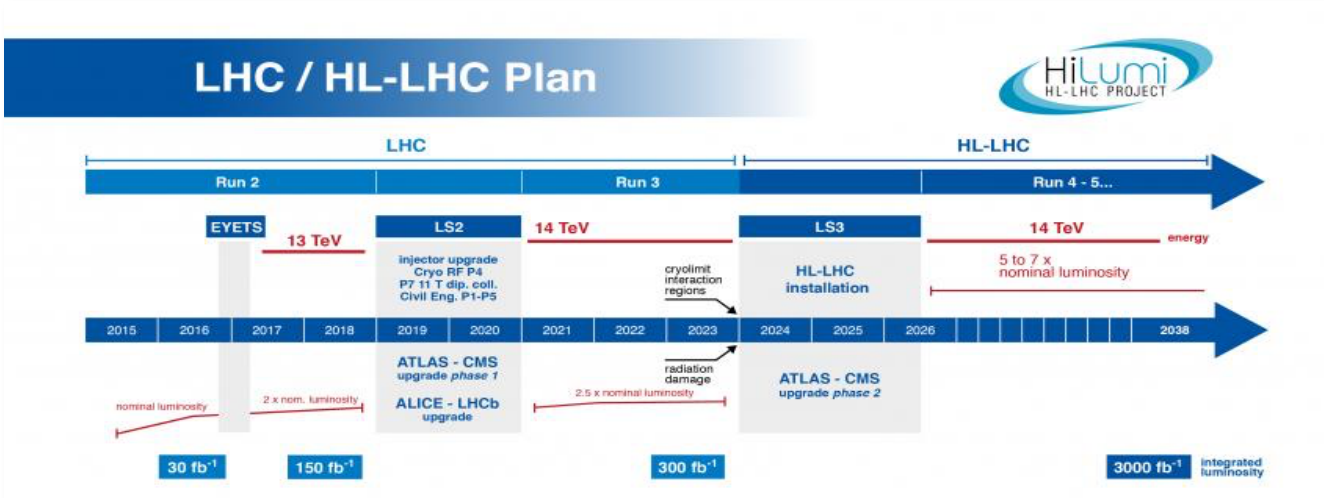 LHC / HL-LHC Plan
HiLumi
HL-LHC PROJECT
LHC
HL-LHC
Run 2
Run 3
Run 4 - 5...
EYETS
13 TeV
LS2
14 TeV
LS3
14 TeV
energy
injector upgrade
Cryo RF P4
P7 11 T dip. coll.
Civil Eng. P1-P5
cryolimit
interaction
regions
HL-LHC
installation
5 to 7 x
nominal luminosity
2015 2016 2017 2018 2019 2020 2021 2022 2023 2024 2025 2026 2038
nominal luminosity
2 x nom. luminosity
ATLAS - CMS
upgrade phase 1
ALICE - LHCb
upgrade
2.5 x nominal luminosity
radiation
damage
ATLAS - CMS
upgrade phase 2
30 fb⁻¹
150 fb⁻¹
300 fb⁻¹
3000 fb⁻¹
integrated
luminosity